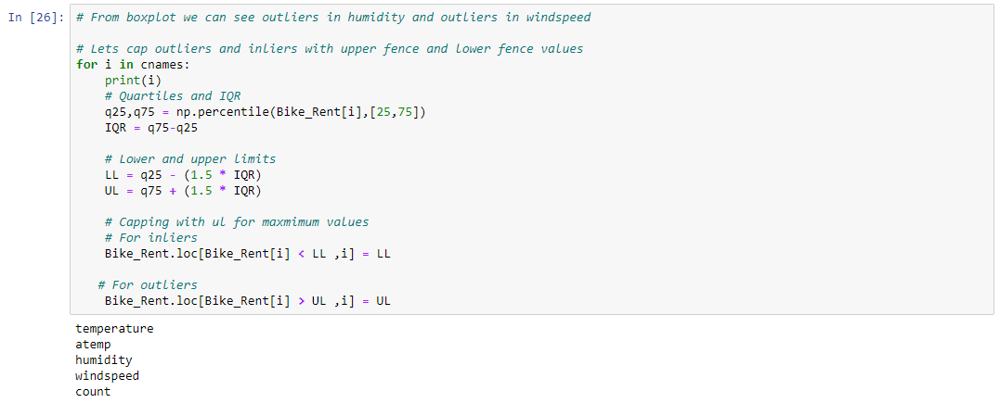 In [26]: # From boxplot we can see outliers in humidity and outliers in windspeed
# Lets cap outliers and inliers with upper fence and lower fence values
for i in cnames:
print(i)
# Quartiles and IQR
q25,q75 = np.percentile(Bike_Rent[i],[25,75])
IQR = q75-q25
# Lower and upper limits
LL = q25 - (1.5 * IQR)
UL = q75 + (1.5 * IQR)
# Capping with ul for maxmimum values
# For inliers
Bike_Rent.loc[Bike_Rent[i] < LL ,i] = LL
# For outliers
Bike_Rent.loc[Bike_Rent[i] > UL ,i] = UL
temperature
atemp
humidity
windspeed
count